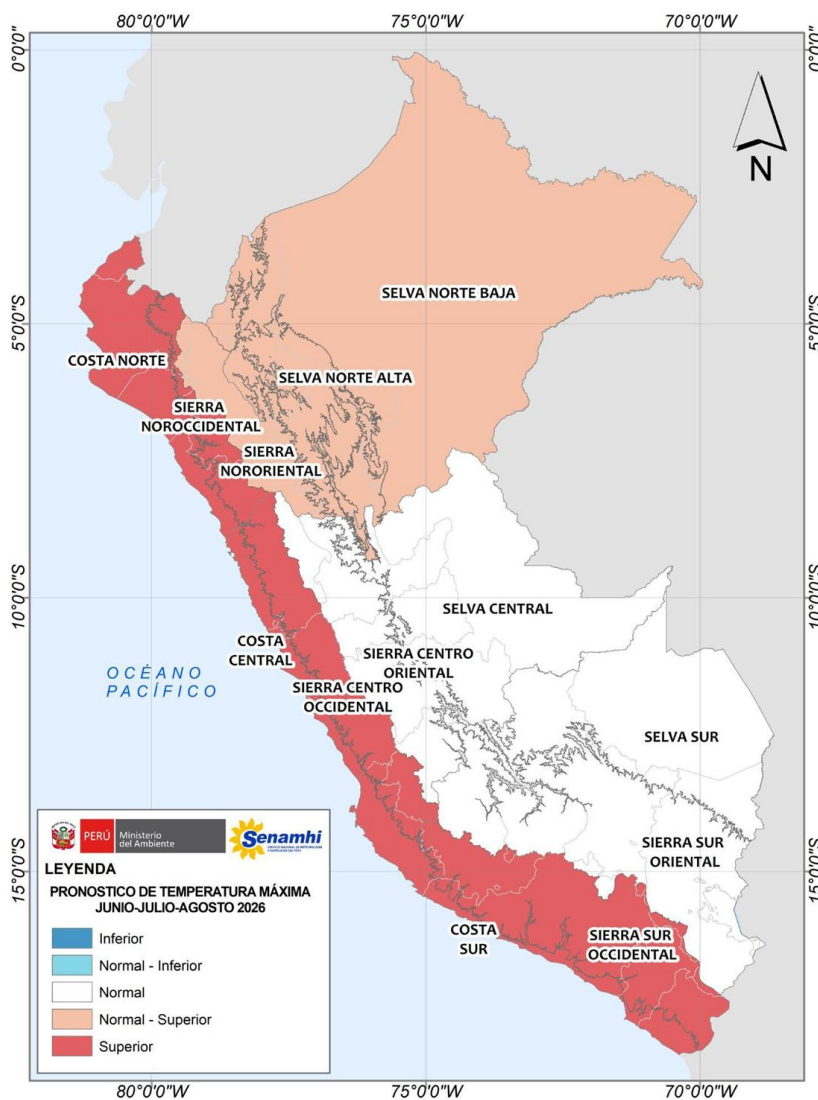 80°0'0"W 75°0'0"W 70°0'0"W
0°0'0" 0°0'0"
N
SELVA NORTE BAJA
5°0'0"S 5°0'0"S
COSTA NORTE
SELVA NORTE ALTA
SIERRA
NOROCCIDENTAL
SIERRA
NORORIENTAL
10°0'0"S 10°0'0"S
SELVA CENTRAL
COSTA
CENTRAL
SIERRA CENTRO
ORIENTAL
OCÉANO
PACÍFICO
SIERRA CENTRO
OCCIDENTAL
SELVA SUR
SIERRA SUR
ORIENTAL
15°0'0"S 15°0'0"S
COSTA
SUR
SIERRA SUR
OCCIDENTAL
PERÚ
Ministerio
del Ambiente
Senamhi
LEYENDA
PRONOSTICO DE TEMPERATURA MÁXIMA
JUNIO-JULIO-AGOSTO 2026
Inferior
Normal - Inferior
Normal
Normal - Superior
Superior
80°0'0"W 75°0'0"W 70°0'0"W